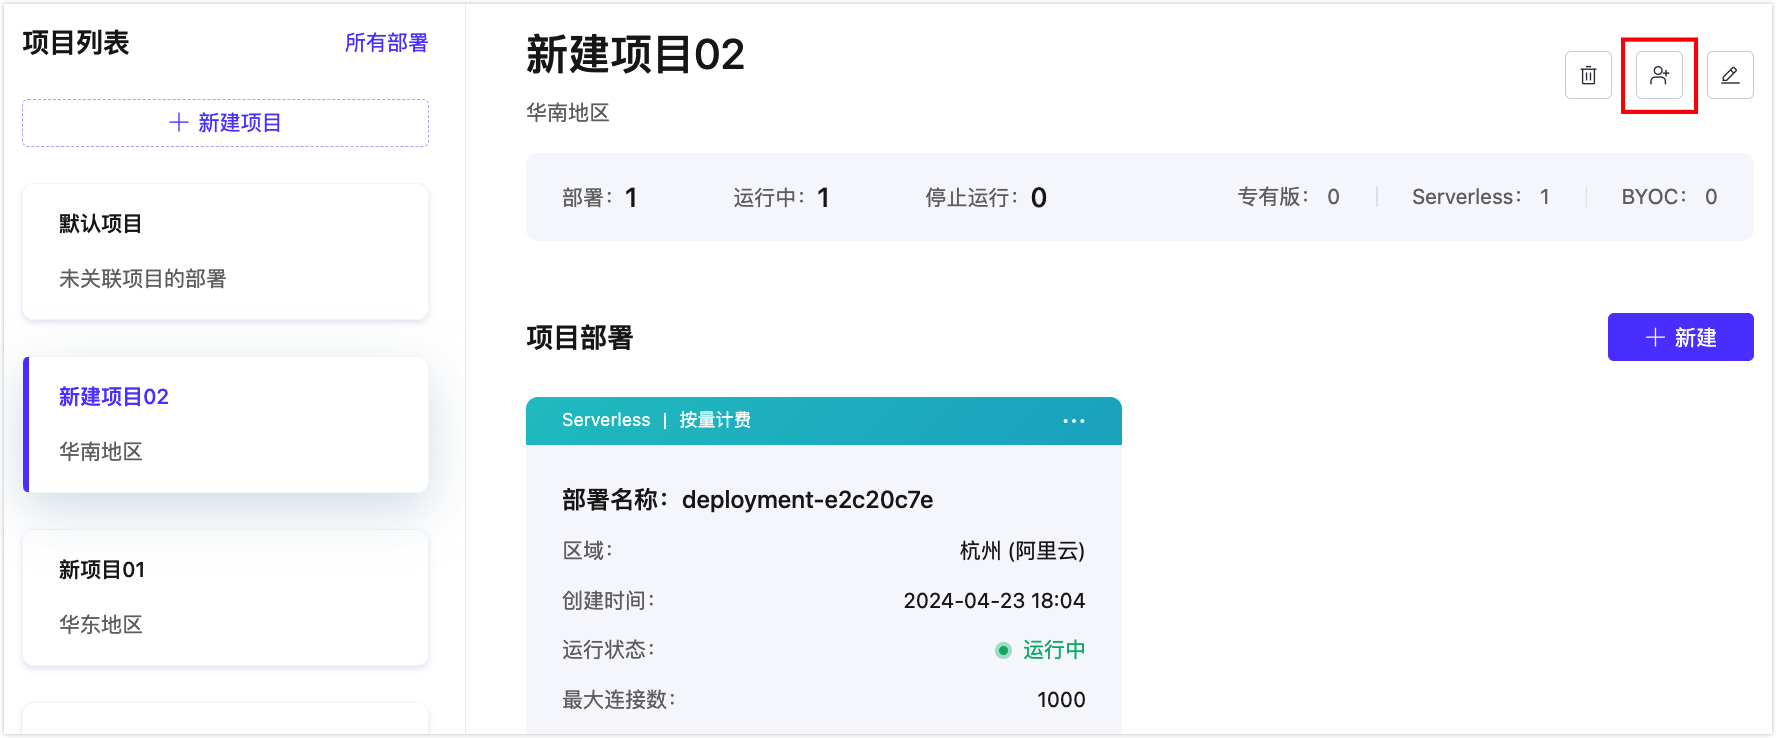 项目列表
所有部署
新建项目
默认项目
未关联项目的部署
新建项目02
华南地区
新项目01
华东地区
新建项目02
华南地区
部署： 1
运行中： 1
停止运行： 0
专有版： 0
Serverless： 1
BYOC： 0
项目部署
新建
Serverless | 按量计费
部署名称：deployment-e2c20c7e
区域： 杭州 (阿里云)
创建时间： 2024-04-23 18:04
运行状态： 运行中
最大连接数： 1000